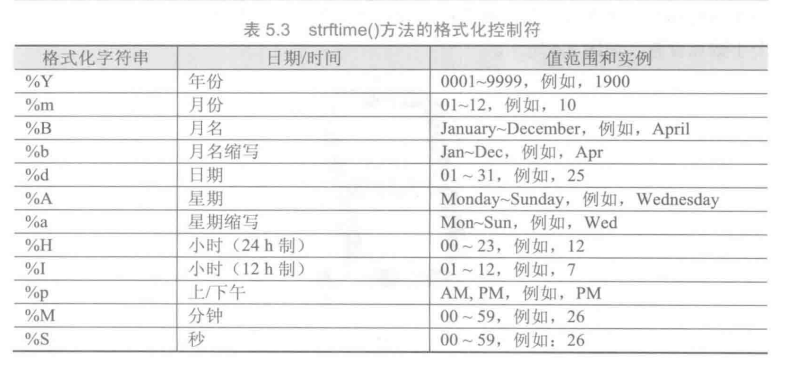 表 5.3 strftime()方法的格式化控制符
格式化字符串 日期/时间 值范围和实例
%Y 年份 0001~9999，例如，1900
%m 月份 01~12，例如，10
%B 月名 January~December，例如，April
%b 月名缩写 Jan~Dec，例如，Apr
%d 日期 01 ~ 31，例如，25
%A 星期 Monday~Sunday，例如，Wednesday
%a 星期缩写 Mon~Sun，例如，Wed
%H 小时（24 h 制） 00 ~ 23，例如，12
%I 小时（12 h 制） 01 ~ 12，例如，7
%p 上/下午 AM, PM，例如，PM
%M 分钟 00 ~ 59，例如，26
%S 秒 00 ~ 59，例如：26